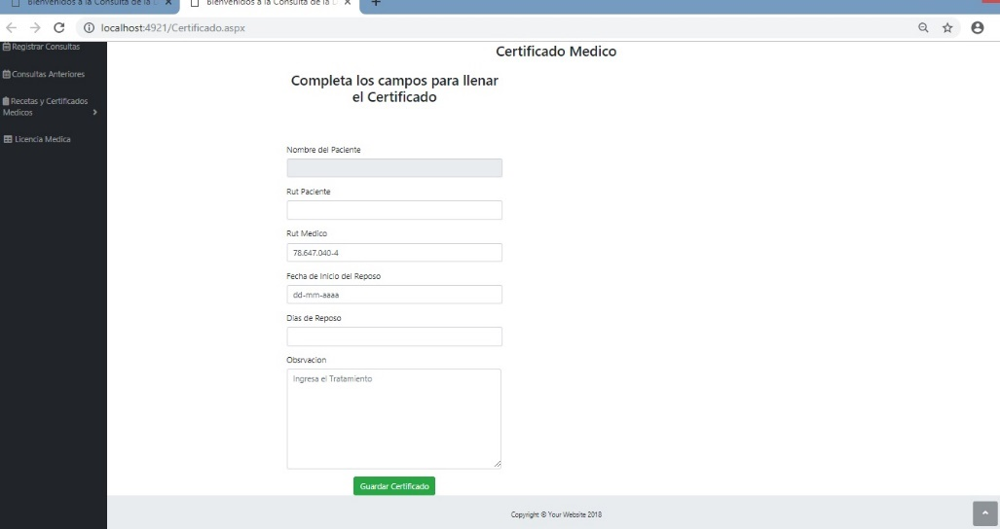 Bienvenidos a la Consulta de la
Bienvenidos a la Consulta de la
localhost:4921/Certificado.aspx
Registrar Consultas
Consultas Anteriores
Recetas y Certificados
Medicos
Licencia Medica
Certificado Medico
Completa los campos para llenar
el Certificado
Nombre del Paciente
Rut Paciente
Rut Medico
78.647.040-4
Fecha de Inicio del Reposo
dd-mm-aaaa
Dias de Reposo
Obsrvacion
Ingresa el Tratamiento
Guardar Certificado
Copyright © Your Website 2018